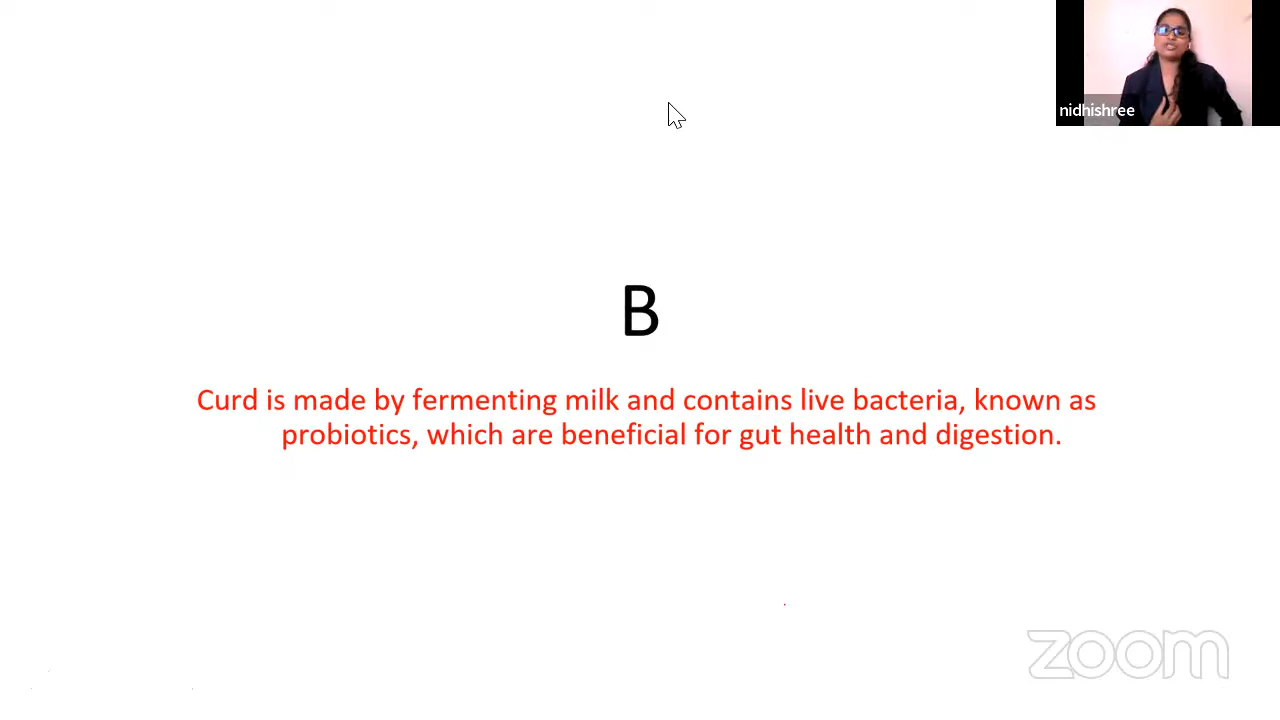 nidhishree
B
Curd is made by fermenting milk and contains live bacteria, known as
probiotics, which are beneficial for gut health and digestion.
zoom